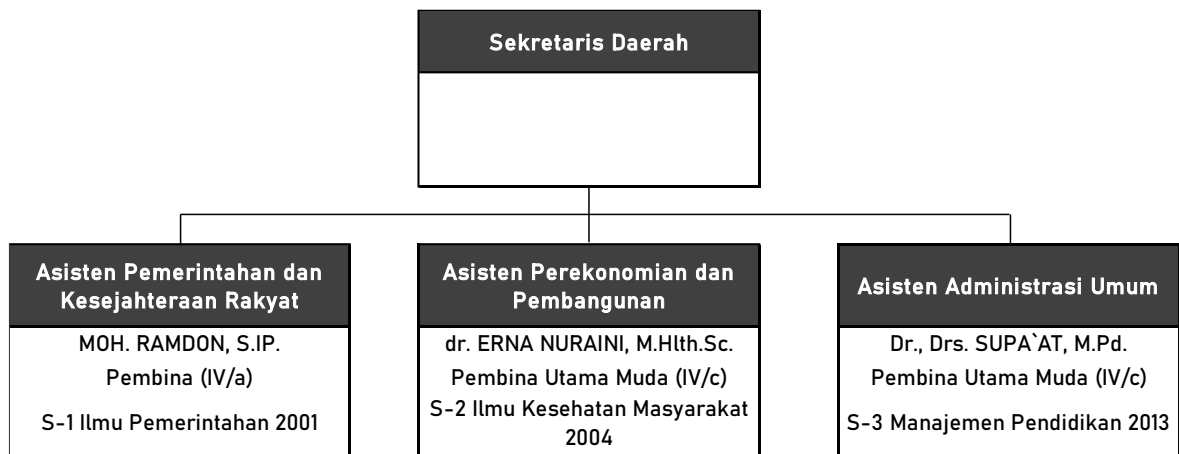 Sekretaris Daerah
Asisten Pemerintahan dan
Kesejahteraan Rakyat
MOH. RAMDON, S.IP.
Pembina (IV/a)
S-1 Ilmu Pemerintahan 2001
Asisten Perekonomian dan
Pembangunan
dr. ERNA NURAINI, M.Hlth.Sc.
Pembina Utama Muda (IV/c)
S-2 Ilmu Kesehatan Masyarakat
2004
Asisten Administrasi Umum
Dr., Drs. SUPA`AT, M.Pd.
Pembina Utama Muda (IV/c)
S-3 Manajemen Pendidikan 2013